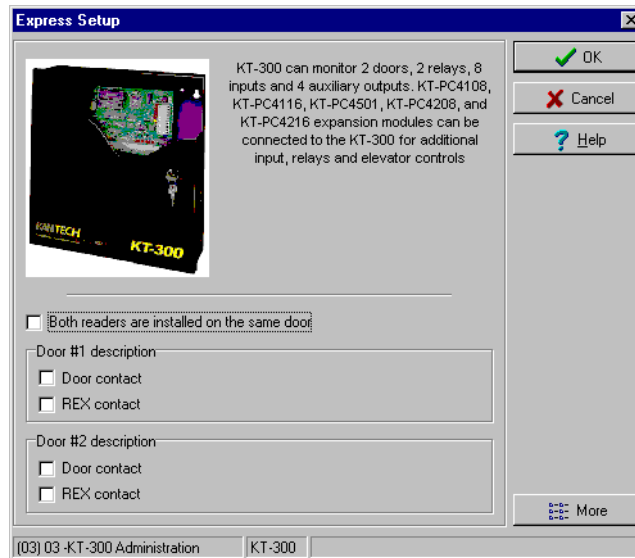 Express Setup
KANTECH
KT-300
KT-300 can monitor 2 doors, 2 relays, 8
inputs and 4 auxiliary outputs. KT-PC4108,
KT-PC4116, KT-PC4501, KT-PC4208, and
KT-PC4216 expansion modules can be
connected to the KT-300 for additional
input, relays and elevator controls
OK
Cancel
Help
Both readers are installed on the same door
Door #1 description
Door contact
REX contact
Door #2 description
Door contact
REX contact
More
(03) 03 -KT-300 Administration
KT-300